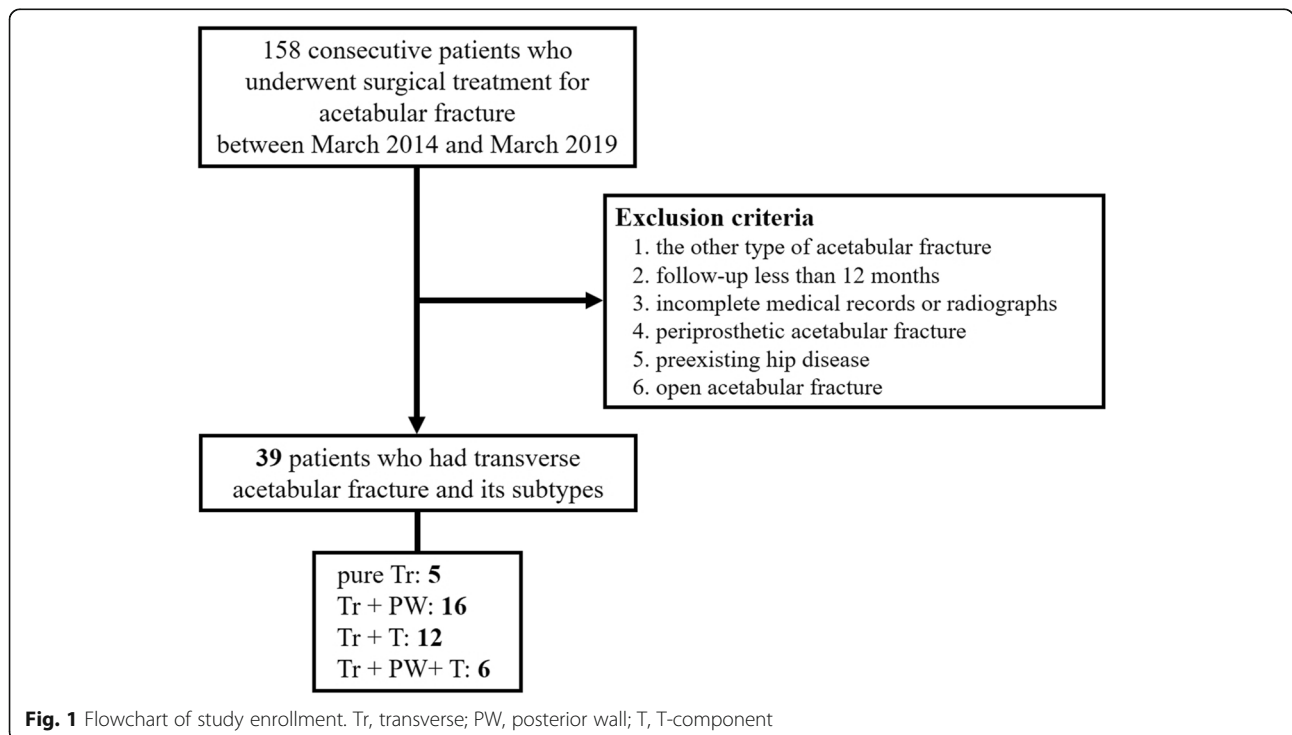 158 consecutive patients who
underwent surgical treatment for
acetabular fracture
between March 2014 and March 2019
Exclusion criteria
1. the other type of acetabular fracture
2. follow-up less than 12 months
3. incomplete medical records or radiographs
4. periprosthetic acetabular fracture
5. preexisting hip disease
6. open acetabular fracture
39 patients who had transverse
acetabular fracture and its subtypes
pure Tr: 5
Tr + PW: 16
Tr + T: 12
Tr + PW+ T: 6
Fig. 1 Flowchart of study enrollment. Tr, transverse; PW, posterior wall; T, T-component